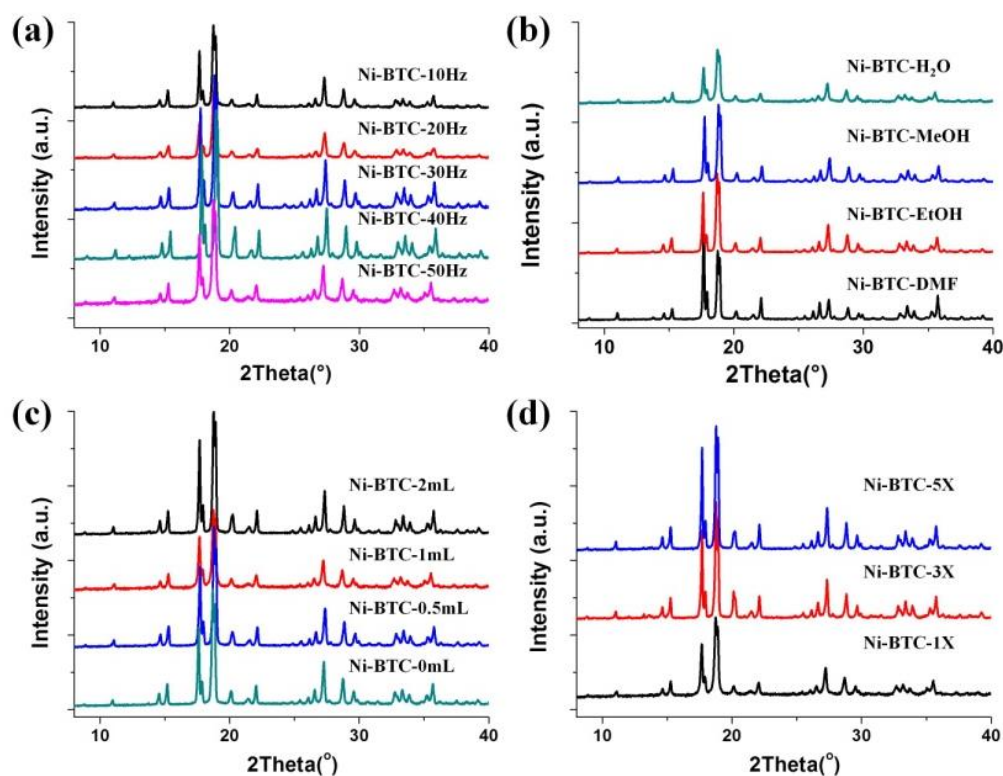 (a)
Intensity (a.u.)
Ni-BTC-10Hz
Ni-BTC-20Hz
Ni-BTC-30Hz
Ni-BTC-40Hz
Ni-BTC-50Hz
10 20 30 40
2Theta(°)
(b)
Intensity (a.u.)
Ni-BTC-H₂O
Ni-BTC-MeOH
Ni-BTC-EtOH
Ni-BTC-DMF
10 20 30 40
2Theta(°)
(c)
Intensity (a.u.)
Ni-BTC-2mL
Ni-BTC-1mL
Ni-BTC-0.5mL
Ni-BTC-0mL
10 20 30 40
2Theta(°)
(d)
Intensity (a.u.)
Ni-BTC-5X
Ni-BTC-3X
Ni-BTC-1X
10 20 30 40
2Theta(°)